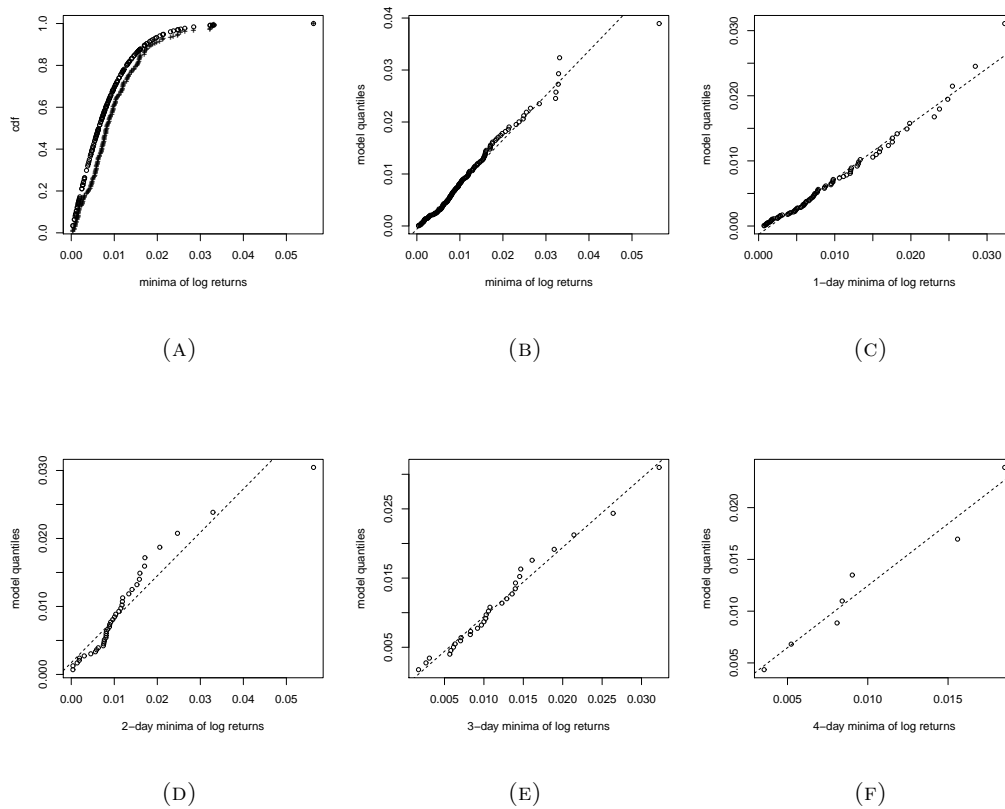 cdf
0.0 0.2 0.4 0.6 0.8 1.0
0.00 0.01 0.02 0.03 0.04 0.05
minima of log returns
(A)
model quantiles
0.00 0.01 0.02 0.03 0.04
0.00 0.01 0.02 0.03 0.04 0.05
minima of log returns
(B)
model quantiles
0.000 0.010 0.020 0.030
0.000 0.010 0.020 0.030
1−day minima of log returns
(C)
model quantiles
0.000 0.010 0.020 0.030
0.00 0.01 0.02 0.03 0.04 0.05
2−day minima of log returns
(D)
model quantiles
0.005 0.015 0.025
0.005 0.010 0.015 0.020 0.025 0.030
3−day minima of log returns
(E)
model quantiles
0.005 0.010 0.015 0.020
0.005 0.010 0.015
4−day minima of log returns
(F)